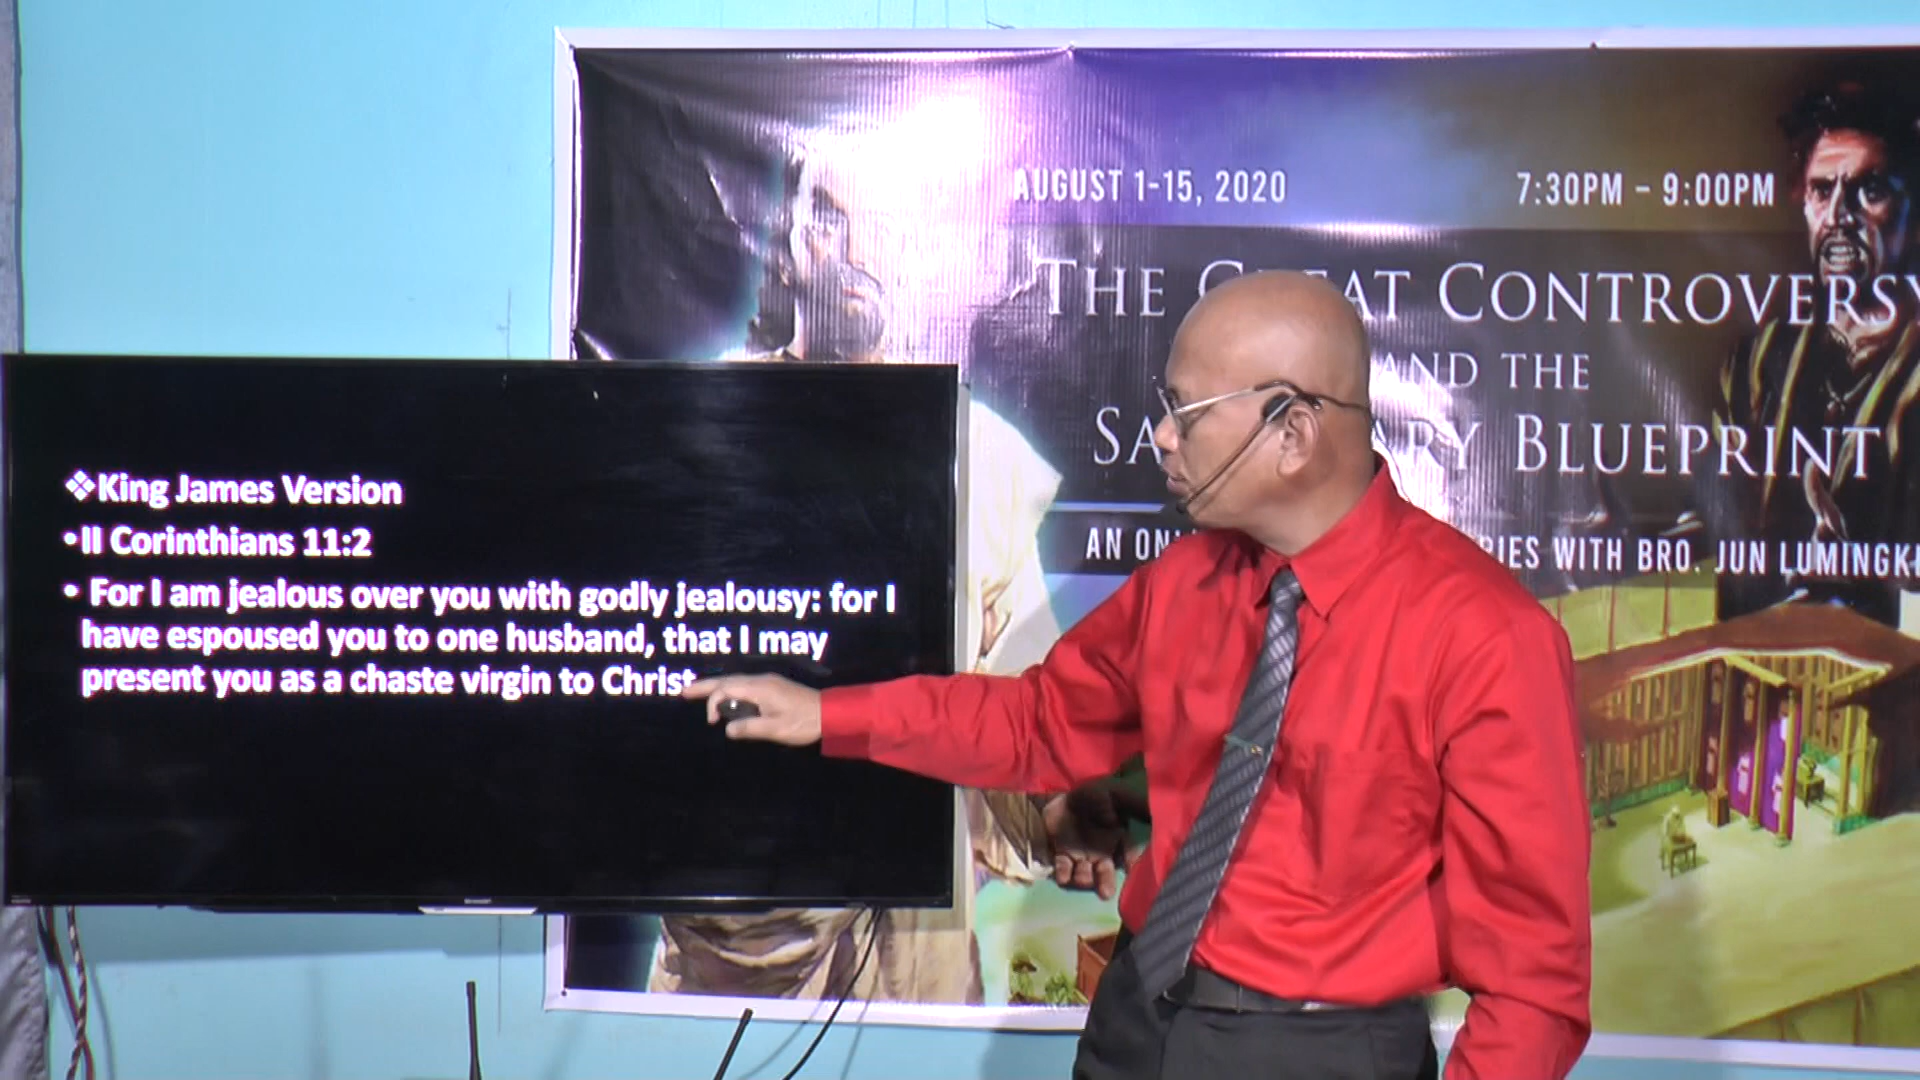 AUGUST 1-15, 2020
7:30PM - 9:00PM
THE CONTROVERSY
AND THE
BLUEPRINT
AN WITH BRO. JUN
❖King James Version
•II Corinthians 11:2
• For I am jealous over you with godly jealousy: for I
have espoused you to one husband, that I may
present you as a chaste virgin to Christ